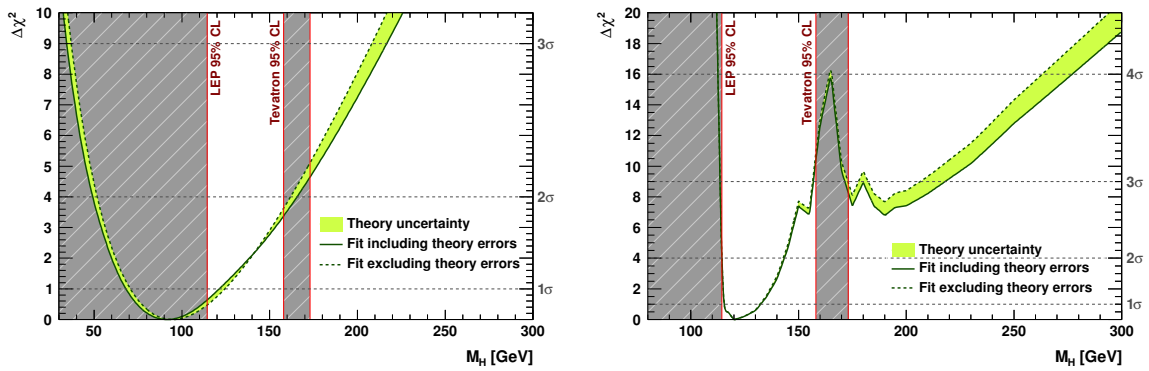 Δχ²
10
9
8
7
6
5
4
3
2
1
0
LEP 95% CL
Tevatron 95% CL
3σ
2σ
1σ
Theory uncertainty
Fit including theory errors
Fit excluding theory errors
50 100 150 200 250 300
M_H [GeV]
Δχ²
20
18
16
14
12
10
8
6
4
2
0
LEP 95% CL
Tevatron 95% CL
4σ
3σ
2σ
1σ
Theory uncertainty
Fit including theory errors
Fit excluding theory errors
100 150 200 250 300
M_H [GeV]